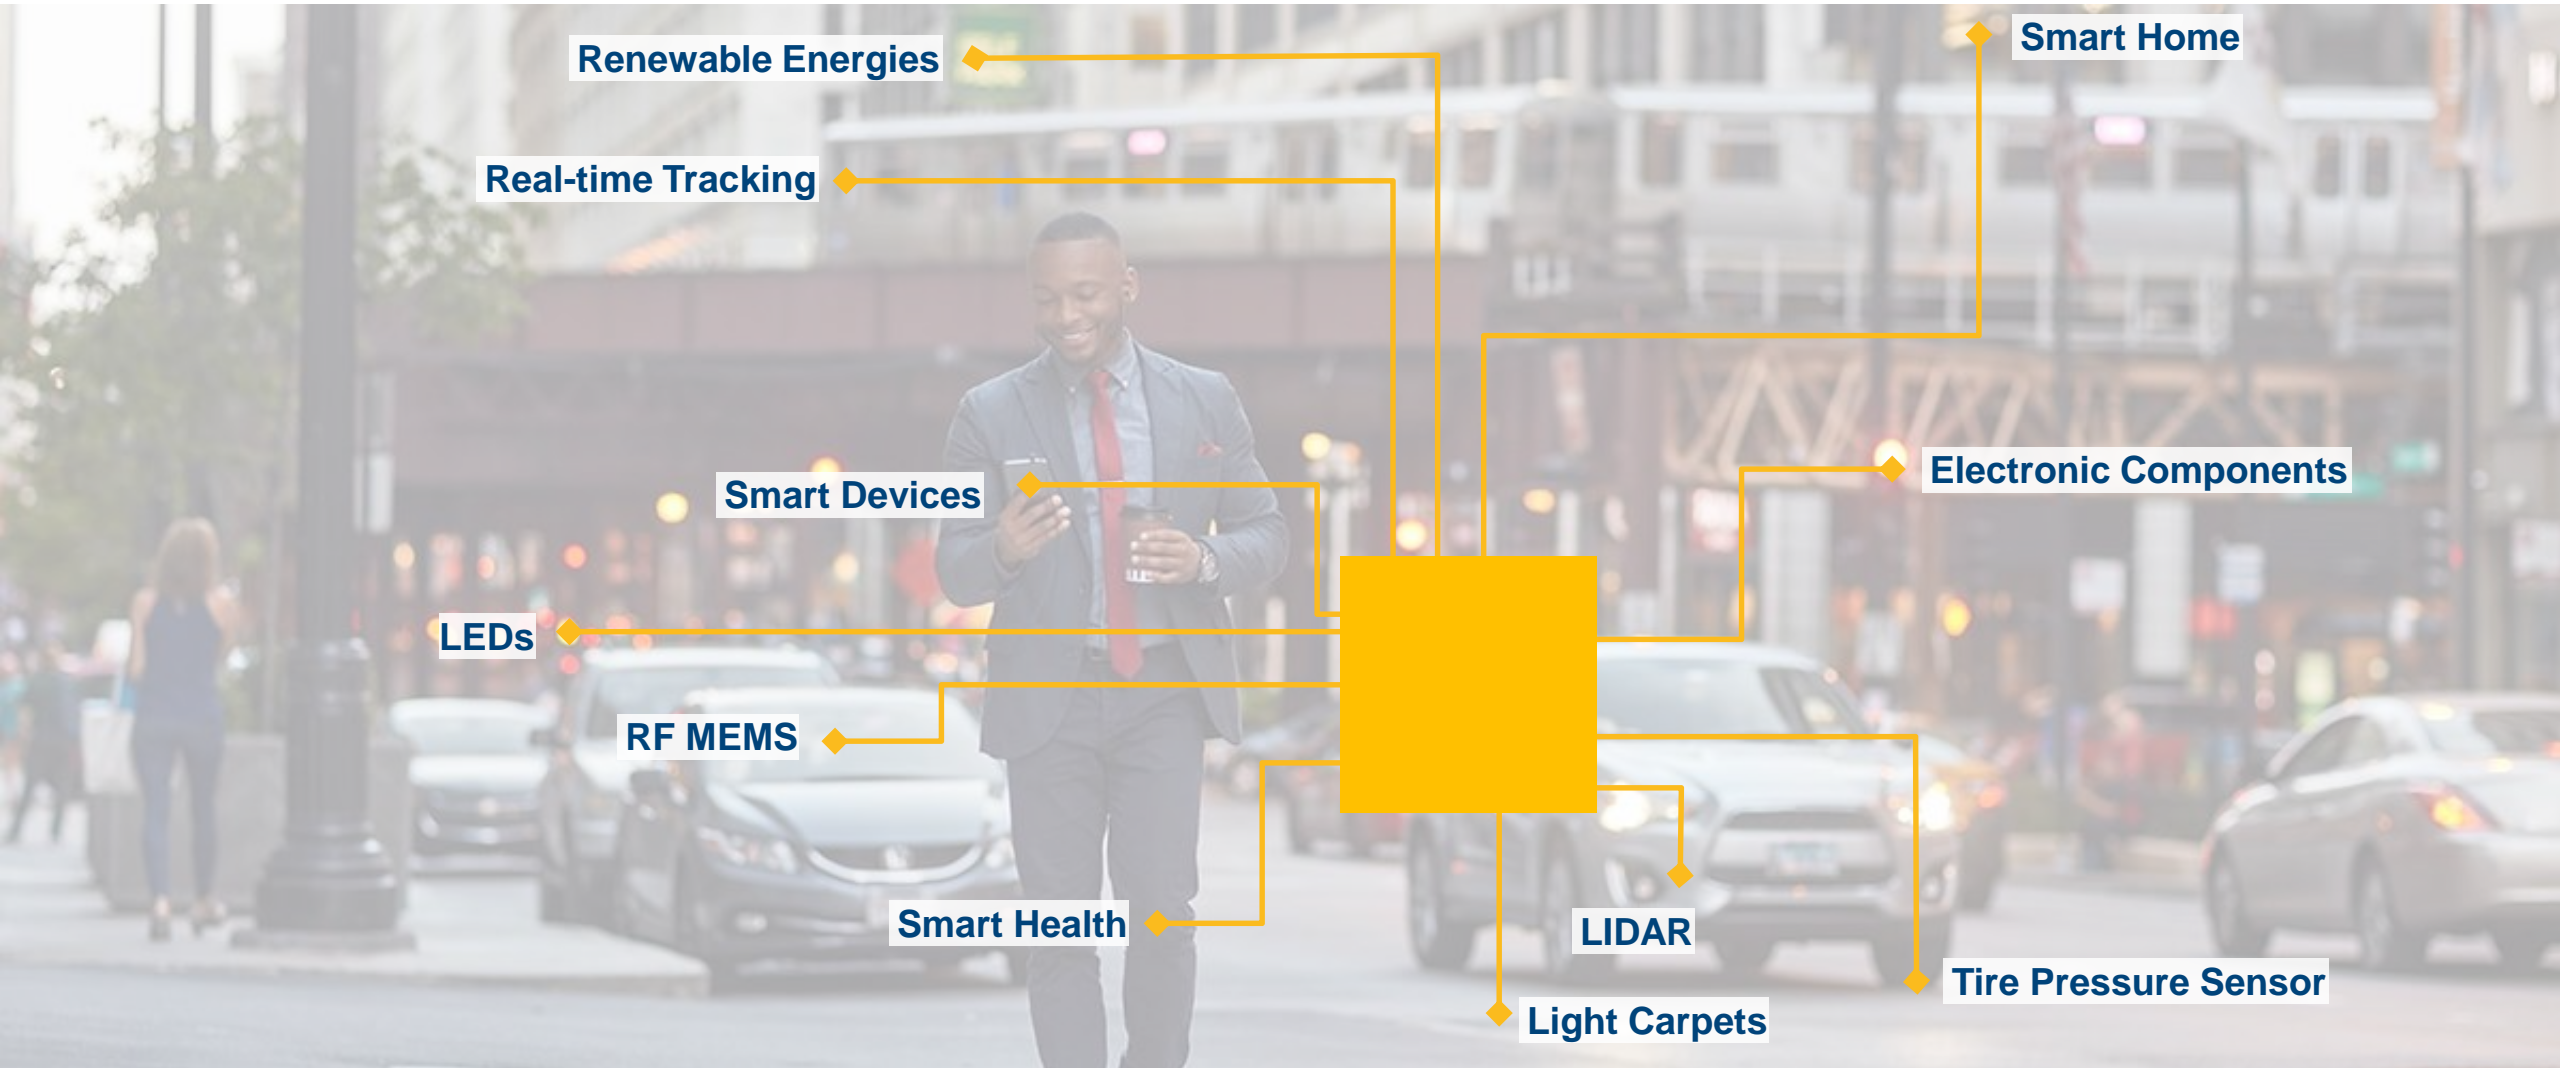 Renewable Energies
Smart Home
Real-time Tracking
Smart Devices
Electronic Components
LEDs
RF MEMS
Smart Health
LIDAR
Tire Pressure Sensor
Light Carpets